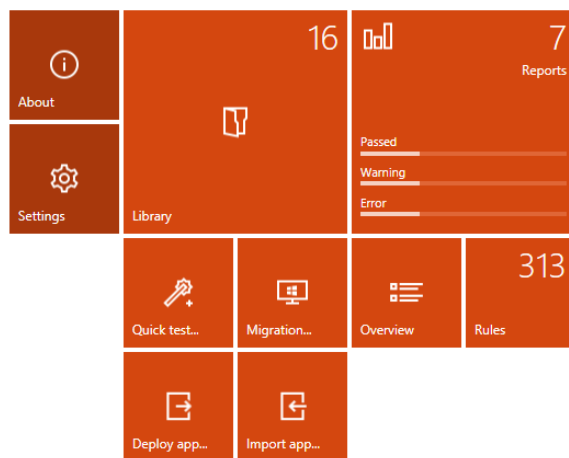 About
16
Library
7
Reports
Passed
Warning
Error
Settings
Quick test...
Migration...
Overview
313
Rules
Deploy app...
Import app...